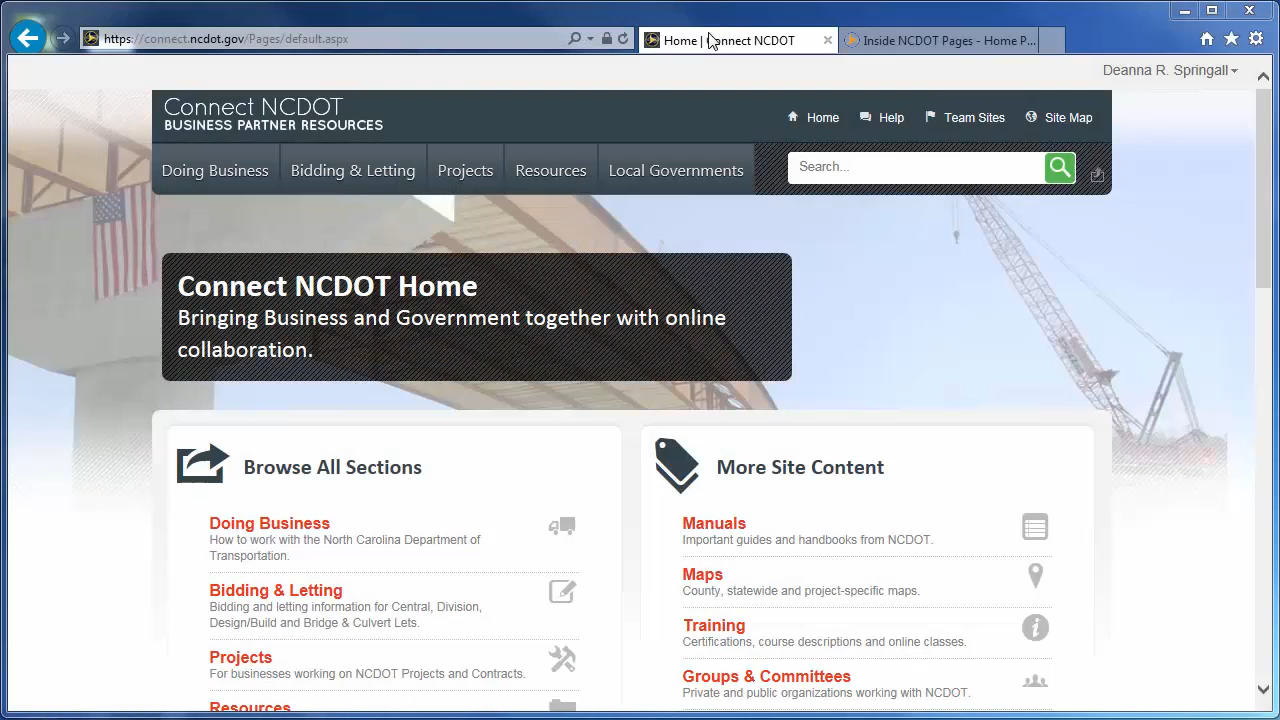 https://connect.ncdot.gov/Pages/default.aspx
Home | Connect NCDOT
Inside NCDOT Pages - Home P...
Deanna R. Springall
Connect NCDOT
BUSINESS PARTNER RESOURCES
Home
Help
Team Sites
Site Map
Doing Business
Bidding & Letting
Projects
Resources
Local Governments
Search...
Connect NCDOT Home
Bringing Business and Government together with online
collaboration.
Browse All Sections
Doing Business
How to work with the North Carolina Department of
Transportation.
Bidding & Letting
Bidding and letting information for Central, Division,
Design/Build and Bridge & Culvert Lets.
Projects
For businesses working on NCDOT Projects and Contracts.
Resources
More Site Content
Manuals
Important guides and handbooks from NCDOT.
Maps
County, statewide and project-specific maps.
Training
Certifications, course descriptions and online classes.
Groups & Committees
Private and public organizations working with NCDOT.